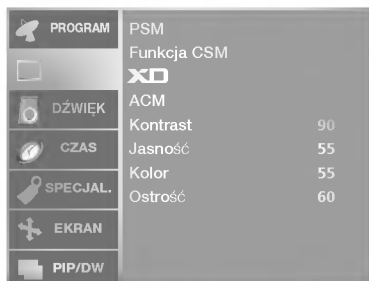 PROGRAM
DŹWIĘK
CZAS
SPECJAL.
EKRAN
PIP/DW
PSM
Funkcja CSM
XD
ACM
Kontrast 90
Jasność 55
Kolor 55
Ostrość 60